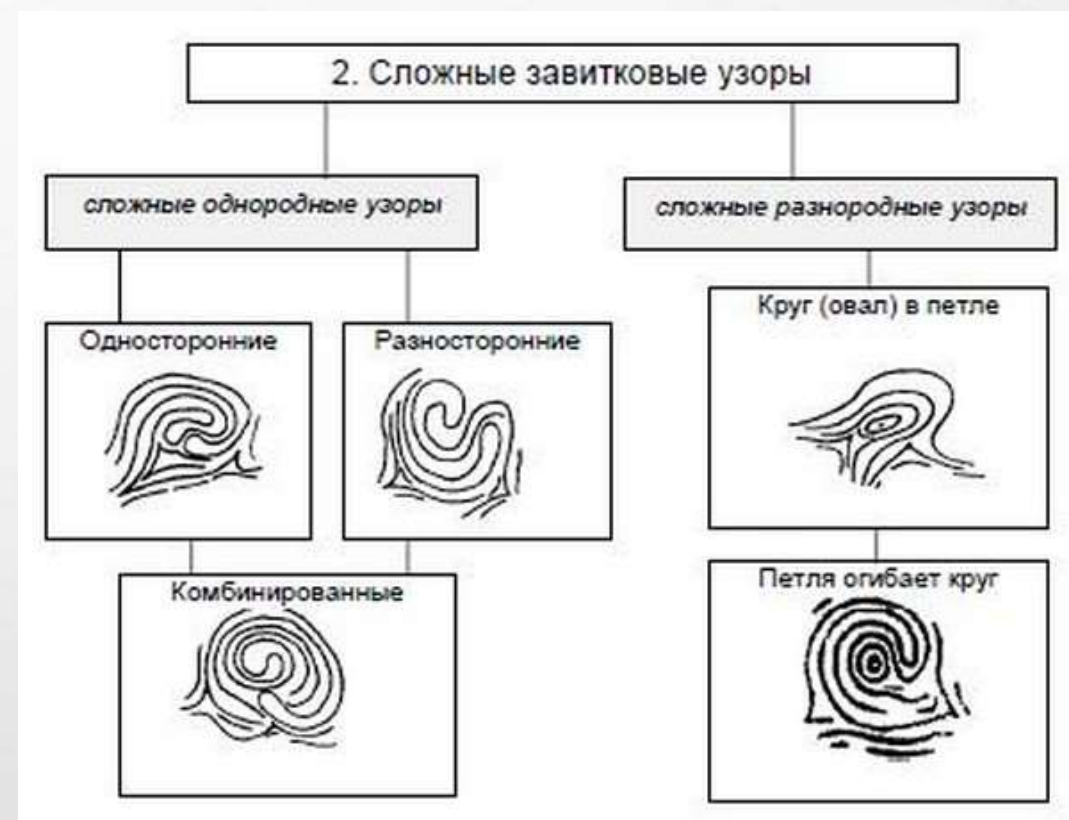 2. Сложные завитковые узоры
сложные однородные узоры
сложные разнородные узоры
Односторонние
Разносторонние
Круг (овал) в петле
Комбинированные
Петля огибает круг